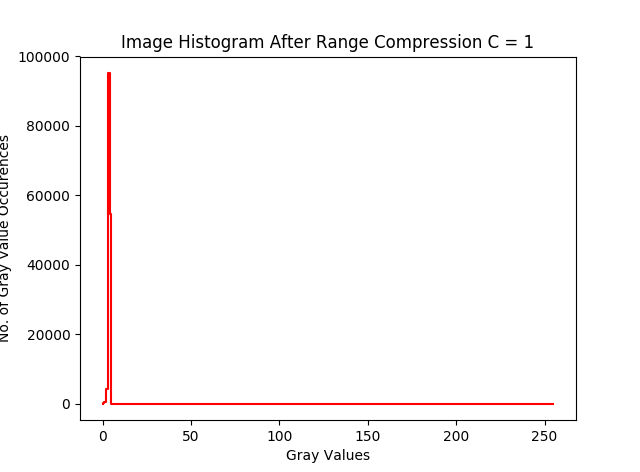 Image Histogram After Range Compression C = 1
100000
80000
60000
40000
20000
0
No. of Gray Value Occurences
0 50 100 150 200 250
Gray Values